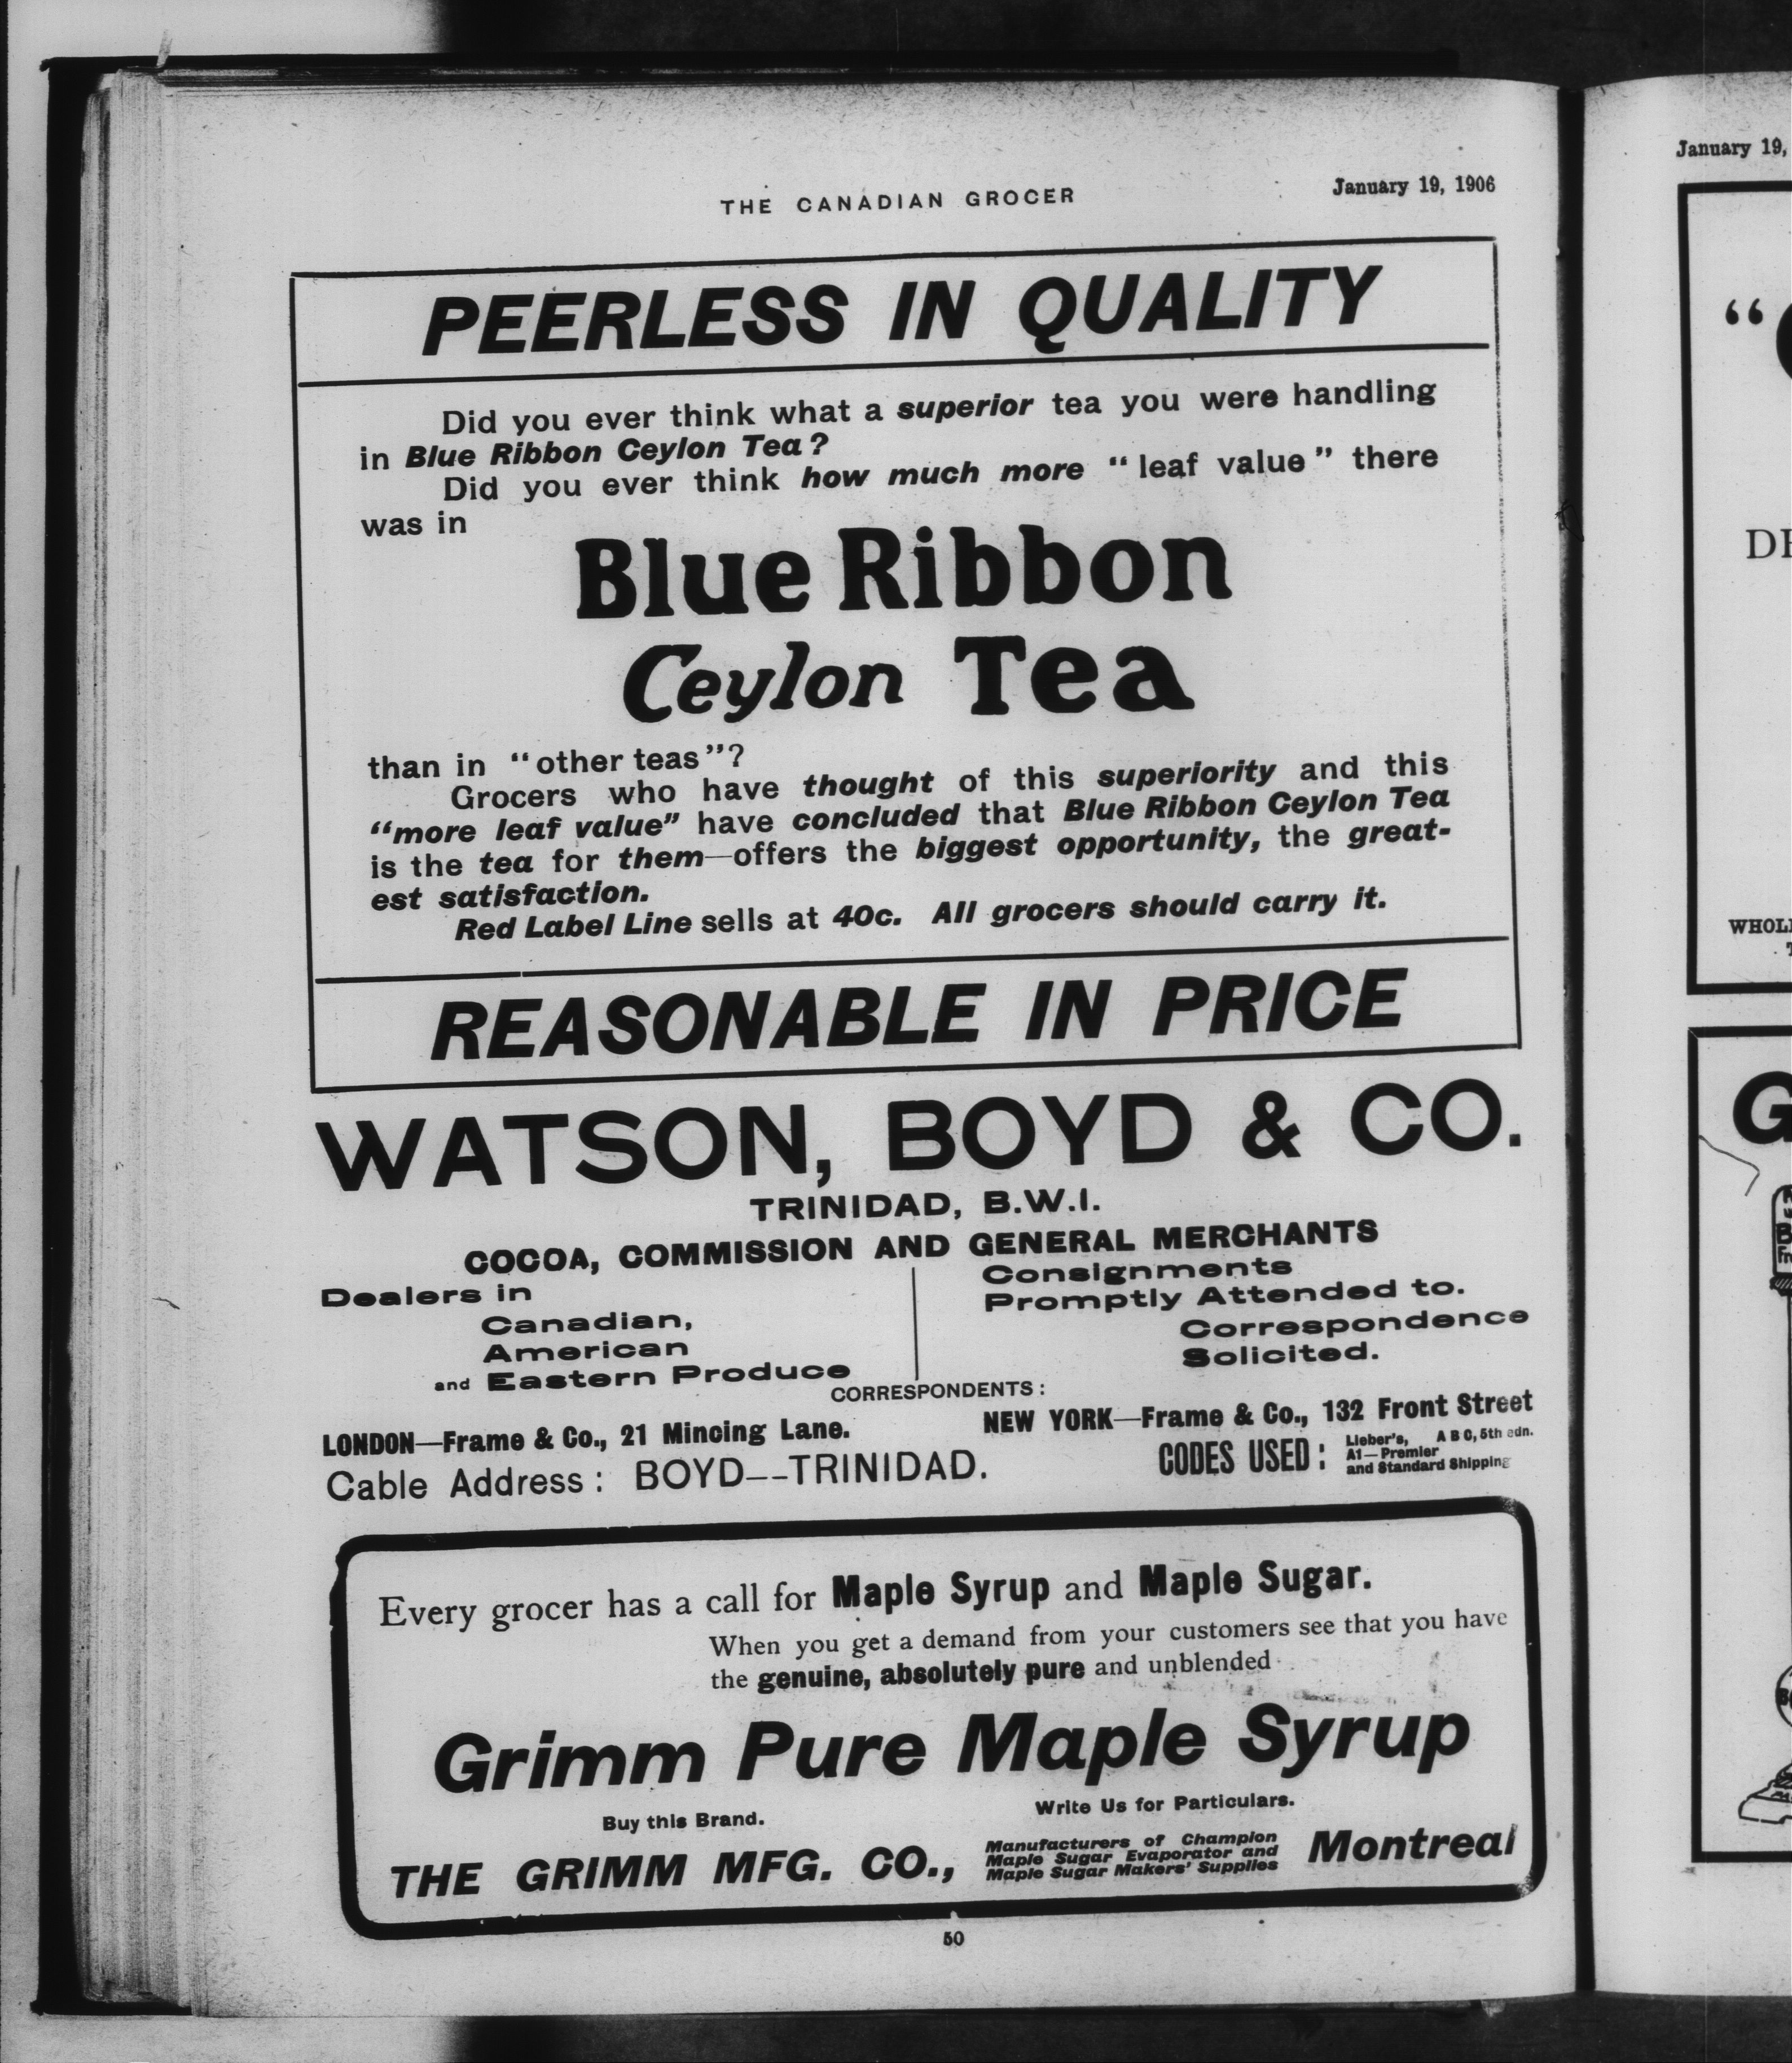 THE CANADIAN GROCER
January 19, 1906
PEERLESS IN QUALITY
Did you ever think what a superior tea you were handling
in Blue Ribbon Ceylon Tea?
Did you ever think how much more “leaf value” there
was in
Blue Ribbon
Ceylon Tea
than in “other teas”?
Grocers who have thought of this superiority and this
“more leaf value” have concluded that Blue Ribbon Ceylon Tea
is the tea for them—offers the biggest opportunity, the great-
est satisfaction.
Red Label Line sells at 40c. All grocers should carry it.
REASONABLE IN PRICE
WATSON, BOYD & CO.
TRINIDAD, B.W.I.
COCOA, COMMISSION AND GENERAL MERCHANTS
Dealers in
Canadian,
American
and Eastern Produce
Consignments
Promptly Attended to.
Correspondence
Solicited.
CORRESPONDENTS:
LONDON—Frame & Co., 21 Mincing Lane.
NEW YORK—Frame & Co., 132 Front Street
Cable Address: BOYD--TRINIDAD.
CODES USED:
Lieber's, A B C, 5th edn.
A1—Premier
and Standard Shipping
Every grocer has a call for Maple Syrup and Maple Sugar.
When you get a demand from your customers see that you have
the genuine, absolutely pure and unblended
Grimm Pure Maple Syrup
Buy this Brand.
Write Us for Particulars.
THE GRIMM MFG. CO.,
Manufacturers of Champion
Maple Sugar Evaporator and
Maple Sugar Makers' Supplies
Montreal
50
January 19,